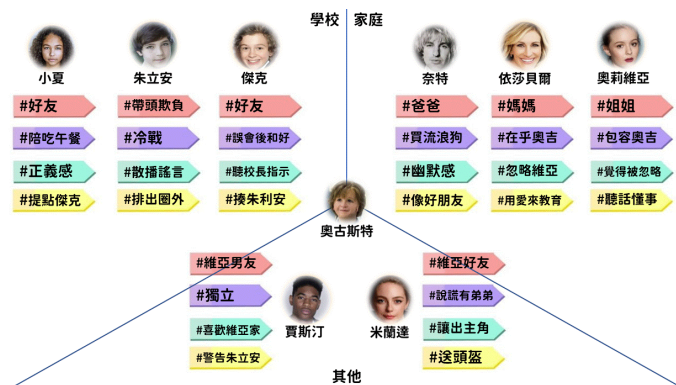 學校 家庭
小夏
朱立安
傑克
奈特
依莎貝爾
奧莉維亞
#好友
#帶頭欺負
#好友
#爸爸
#媽媽
#姐姐
#陪吃午餐
#冷戰
#誤會後和好
#買流浪狗
#在乎奧吉
#包容奧吉
#正義感
#散播謠言
#聽校長指示
#幽默感
#忽略維亞
#覺得被忽略
#提點傑克
#排出圈外
#揍朱利安
#像好朋友
#用愛來教育
#聽話懂事
奧古斯特
#維亞男友
#維亞好友
#獨立
#說謊有弟弟
#喜歡維亞家
#讓出主角
賈斯汀
米蘭達
#警告朱立安
#送頭盔
其他